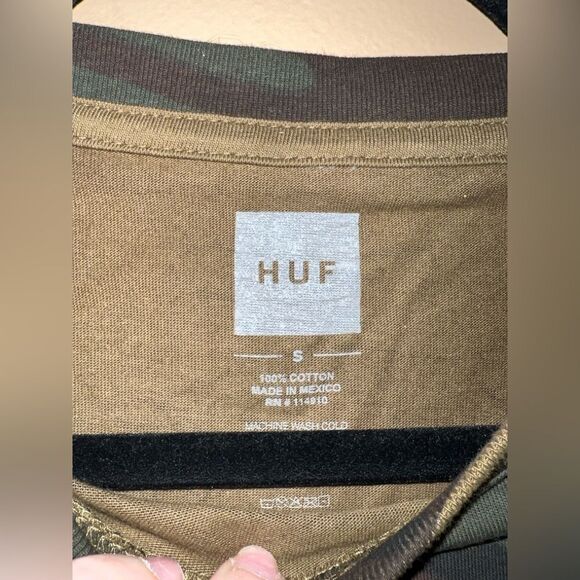 HUF
S
100% COTTON
MADE IN MEXICO
RN # 114910
MACHINE WASH COLD